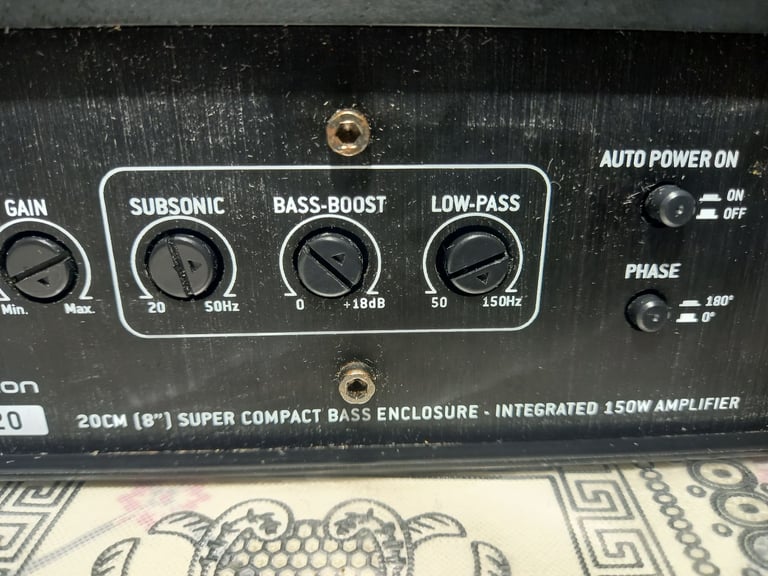 AUTO POWER ON
ON
OFF
GAIN
SUBSONIC
BASS-BOOST
LOW-PASS
PHASE
180°
0°
Min.
Max.
20
50Hz
0
+18dB
50
150Hz
20
20CM (8") SUPER COMPACT BASS ENCLOSURE - INTEGRATED 150W AMPLIFIER